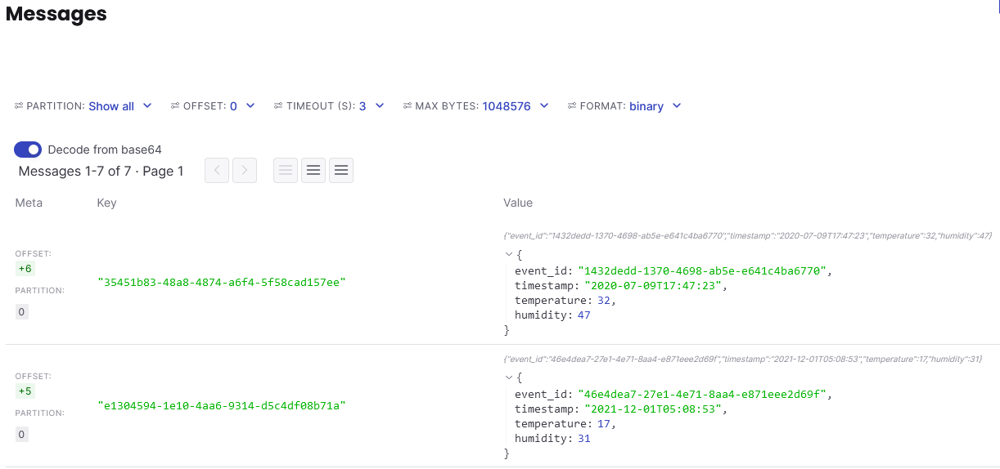 Messages
PARTITION: Show all OFFSET: 0 TIMEOUT (S): 3 MAX BYTES: 1048576 FORMAT: binary
Decode from base64
Messages 1-7 of 7 · Page 1
Meta Key Value
{"event_id":"1432dedd-1370-4698-ab5e-e641c4ba6770","timestamp":"2020-07-09T17:47:23","temperature":32,"humidity":47}
OFFSET:
+6
PARTITION:
0
"35451b83-48a8-4874-a6f4-5f58cad157ee"
{
event_id: "1432dedd-1370-4698-ab5e-e641c4ba6770",
timestamp: "2020-07-09T17:47:23",
temperature: 32,
humidity: 47
}
{"event_id":"46e4dea7-27e1-4e71-8aa4-e871eee2d69f","timestamp":"2021-12-01T05:08:53","temperature":17,"humidity":31}
OFFSET:
+5
PARTITION:
0
"e1304594-1e10-4aa6-9314-d5c4df08b71a"
{
event_id: "46e4dea7-27e1-4e71-8aa4-e871eee2d69f",
timestamp: "2021-12-01T05:08:53",
temperature: 17,
humidity: 31
}